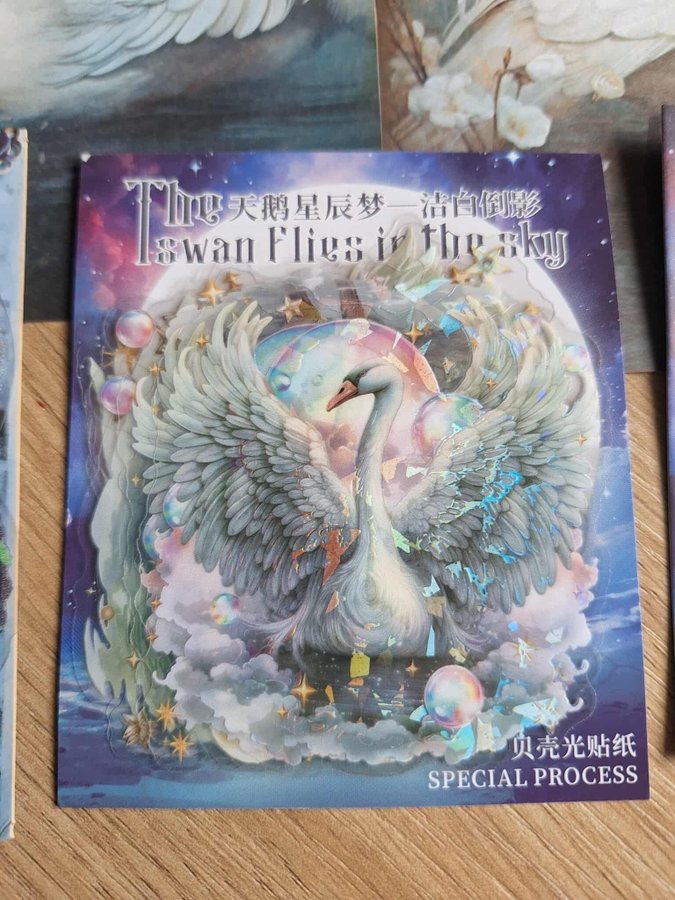 The 天鹅星辰梦—洁白倒影
swan flies in the sky
贝壳光贴纸
SPECIAL PROCESS